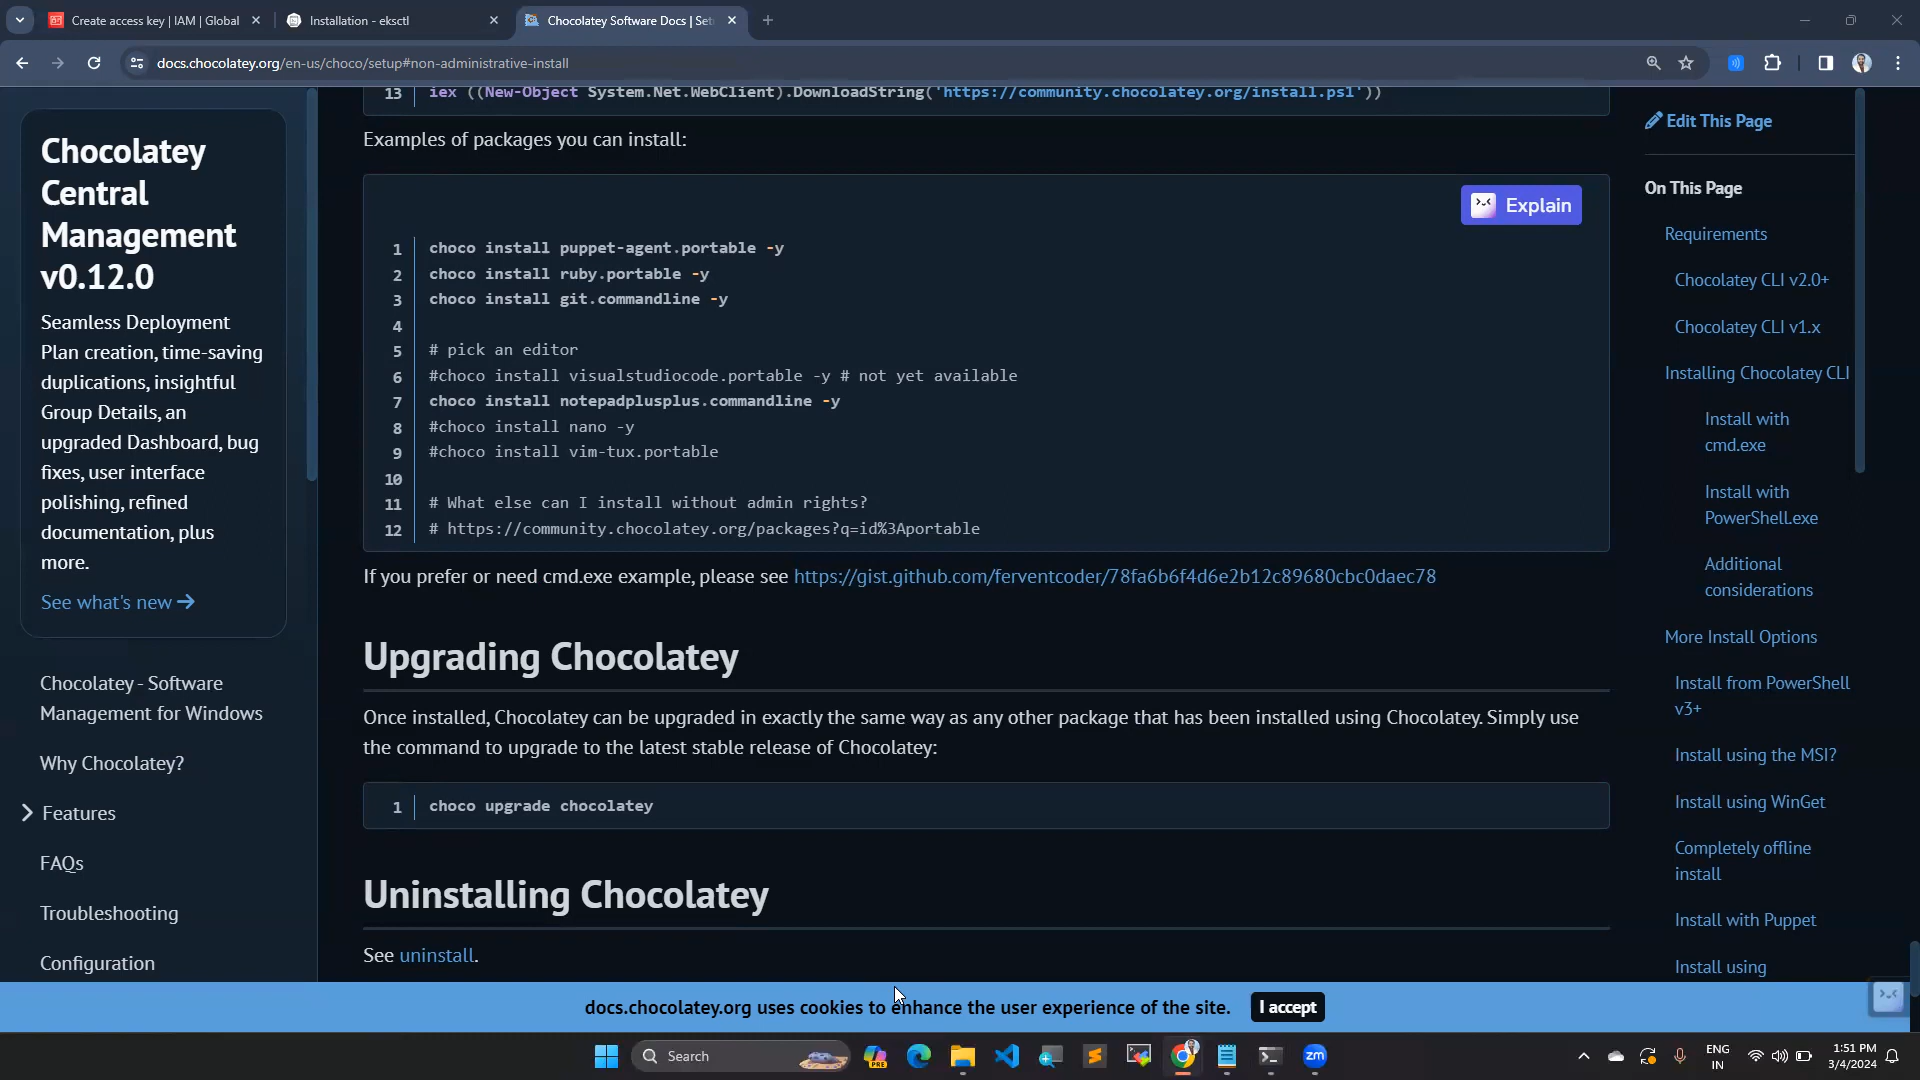 Create access key | IAM | Global
Installation - eksctl
Chocolatey Software Docs | Set
docs.chocolatey.org/en-us/choco/setup#non-administrative-install
Chocolatey
Central
Management
v0.12.0
Seamless Deployment
Plan creation, time-saving
duplications, insightful
Group Details, an
upgraded Dashboard, bug
fixes, user interface
polishing, refined
documentation, plus
more.
See what's new →
Chocolatey - Software
Management for Windows
Why Chocolatey?
Features
FAQs
Troubleshooting
Configuration
13 iex ((New-Object System.Net.WebClient).DownloadString('https://community.chocolatey.org/install.ps1'))
Examples of packages you can install:
Explain
1 choco install puppet-agent.portable -y
2 choco install ruby.portable -y
3 choco install git.commandline -y
4
5 # pick an editor
6 #choco install visualstudiocode.portable -y # not yet available
7 choco install notepadplusplus.commandline -y
8 #choco install nano -y
9 #choco install vim-tux.portable
10
11 # What else can I install without admin rights?
12 # https://community.chocolatey.org/packages?q=id%3Aportable
If you prefer or need cmd.exe example, please see https://gist.github.com/ferventcoder/78fa6b6f4d6e2b12c89680cbc0daec78
Upgrading Chocolatey
Once installed, Chocolatey can be upgraded in exactly the same way as any other package that has been installed using Chocolatey. Simply use
the command to upgrade to the latest stable release of Chocolatey:
1 choco upgrade chocolatey
Uninstalling Chocolatey
See uninstall.
Edit This Page
On This Page
Requirements
Chocolatey CLI v2.0+
Chocolatey CLI v1.x
Installing Chocolatey CLI
Install with
cmd.exe
Install with
PowerShell.exe
Additional
considerations
More Install Options
Install from PowerShell
v3+
Install using the MSI?
Install using WinGet
Completely offline
install
Install with Puppet
Install using
docs.chocolatey.org uses cookies to enhance the user experience of the site.
I accept
Search
PRE
zm
ENG
IN
1:51 PM
3/4/2024